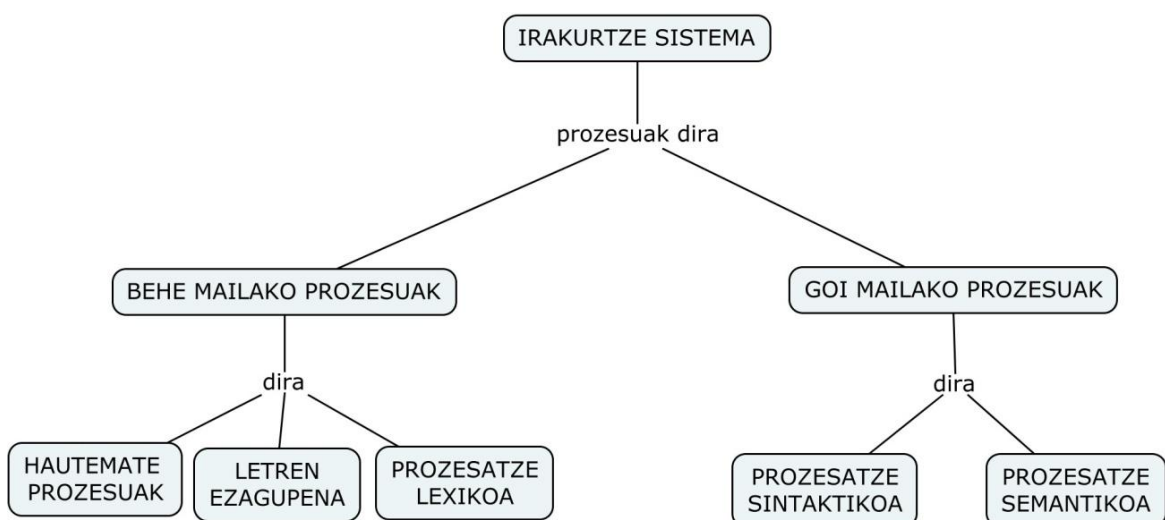 IRAKURTZE SISTEMA
prozesuak dira
BEHE MAILAKO PROZESUAK
GOI MAILAKO PROZESUAK
dira
dira
HAUTEMATE
PROZESUAK
LETREN
EZAGUPENA
PROZESATZE
LEXIKOA
PROZESATZE
SINTAKTIKOA
PROZESATZE
SEMANTIKOA